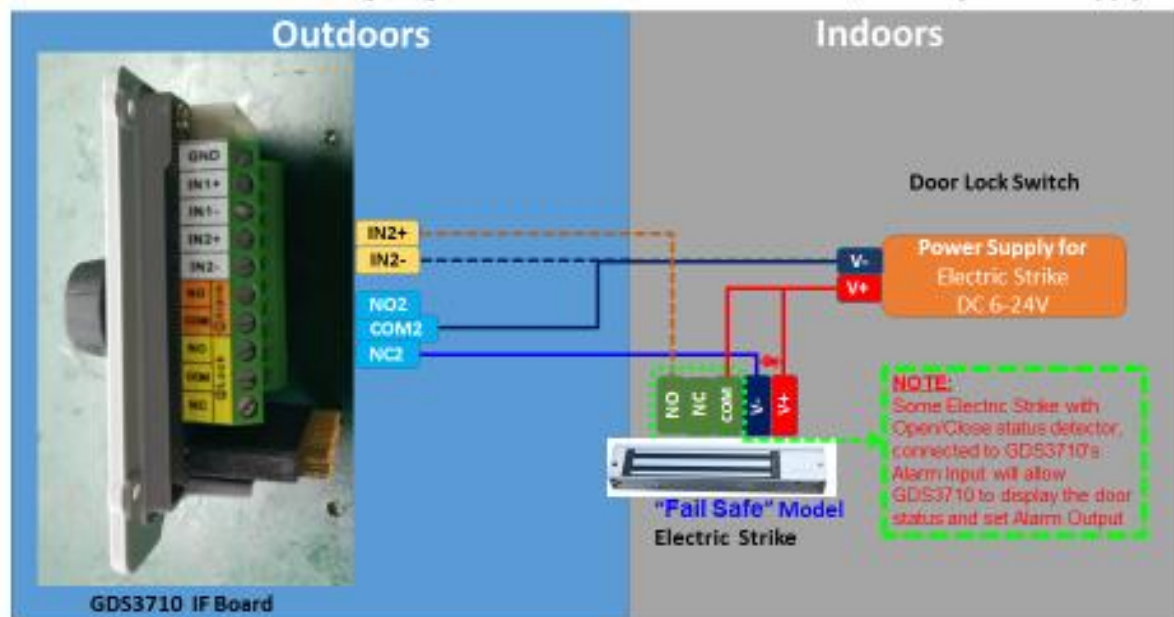 Outdoors
Indoors
GND
IN1+
IN1-
IN2+
IN2-
NO
COM
NO
COM
NC
IN2+
IN2-
NO2
COM2
NC2
Door Lock Switch
V-
V+
Power Supply for
Electric Strike
DC 6-24V
NO
NC
COM
V-
V+
NOTE:
Some Electric Strike with
Open/Close status detector,
connected to GDS3710's
Alarm Input will allow
GDS3710 to display the door
status and set Alarm Output
"Fail Safe" Model
Electric Strike
GDS3710 IF Board